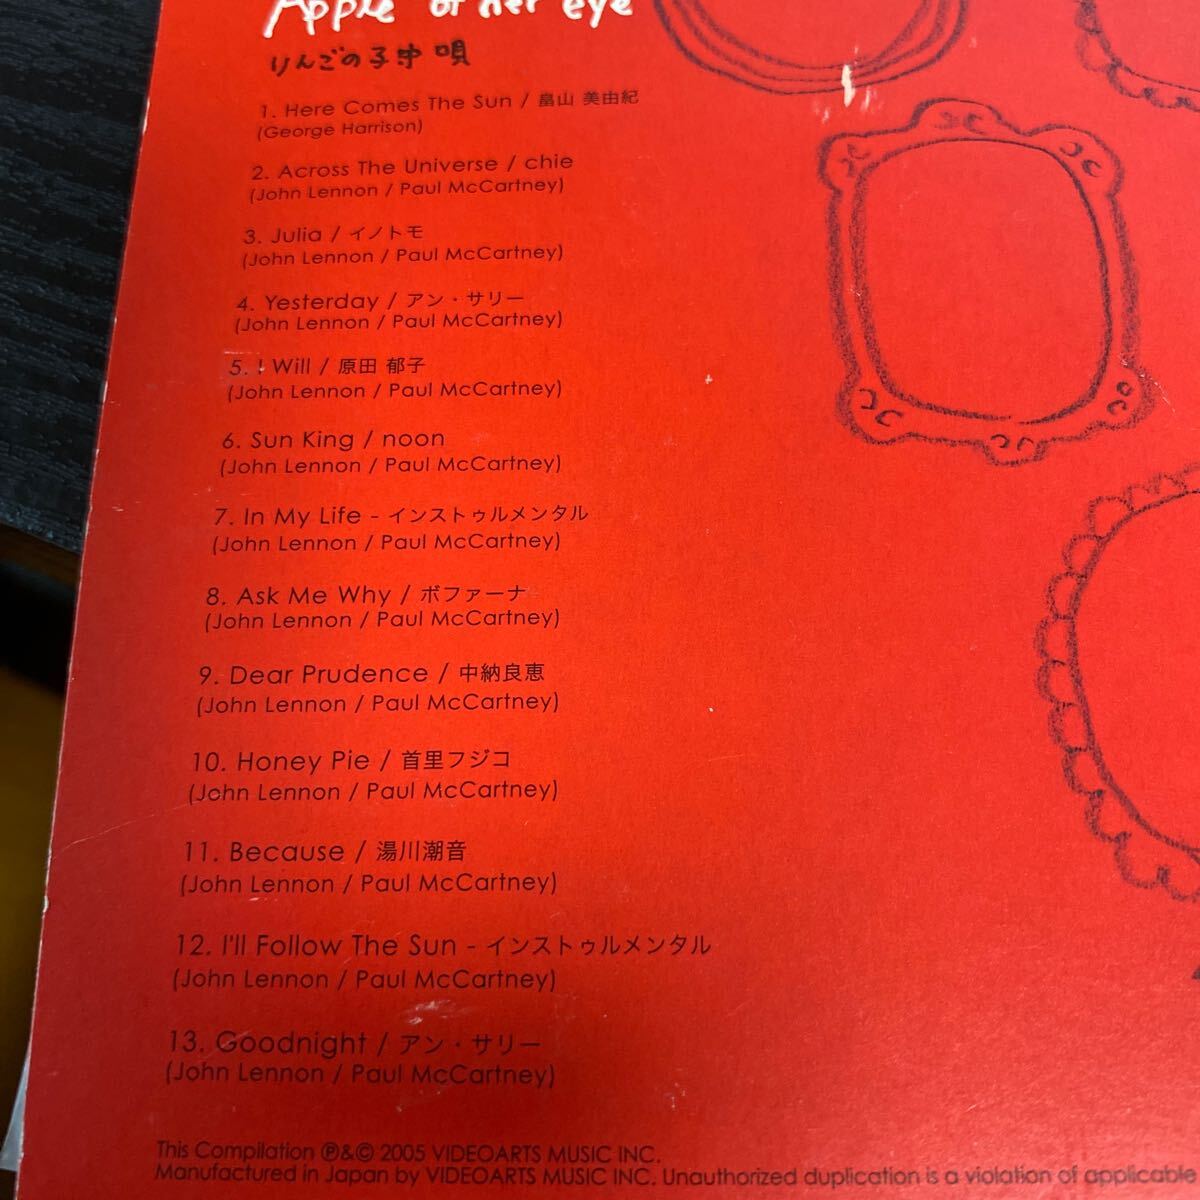 Apple of her eye
りんごの子守唄
1. Here Comes The Sun / 畠山 美由紀
(George Harrison)
2. Across The Universe / chie
(John Lennon / Paul McCartney)
3. Julia / イノトモ
(John Lennon / Paul McCartney)
4. Yesterday / アン・サリー
(John Lennon / Paul McCartney)
5. I Will / 原田 郁子
(John Lennon / Paul McCartney)
6. Sun King / noon
(John Lennon / Paul McCartney)
7. In My Life - インストゥルメンタル
(John Lennon / Paul McCartney)
8. Ask Me Why / ボファーナ
(John Lennon / Paul McCartney)
9. Dear Prudence / 中納良恵
(John Lennon / Paul McCartney)
10. Honey Pie / 首里フジコ
(John Lennon / Paul McCartney)
11. Because / 湯川潮音
(John Lennon / Paul McCartney)
12. I'll Follow The Sun - インストゥルメンタル
(John Lennon / Paul McCartney)
13. Goodnight / アン・サリー
(John Lennon / Paul McCartney)
This Compilation ℗&© 2005 VIDEOARTS MUSIC INC.
Manufactured in Japan by VIDEOARTS MUSIC INC. Unauthorized duplication is a violation of applicable